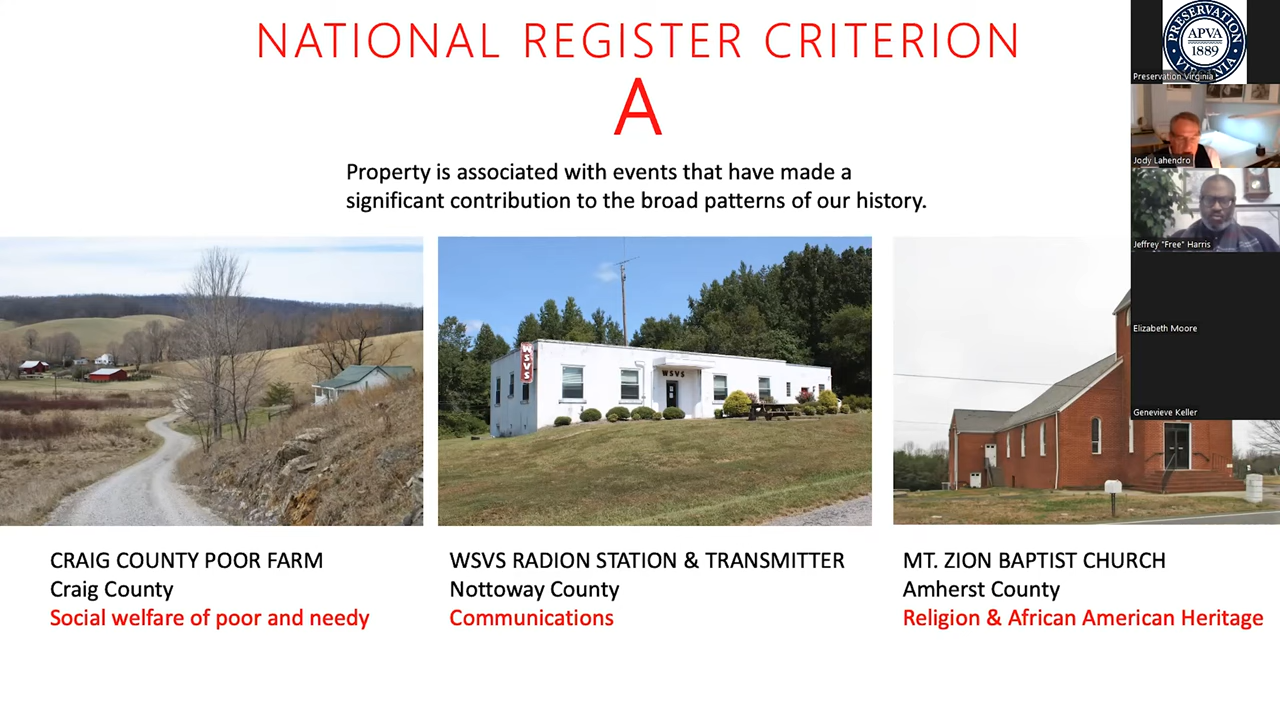 NATIONAL REGISTER CRITERION
A
Property is associated with events that have made a
significant contribution to the broad patterns of our history.
PRESERVATION
APVA
1889
VIRGINIA
Preservation Virginia
Jody Lahendro
Jeffrey "Free" Harris
Elizabeth Moore
Genevieve Keller
WSVS
WSVS
CRAIG COUNTY POOR FARM
Craig County
Social welfare of poor and needy
WSVS RADION STATION & TRANSMITTER
Nottoway County
Communications
MT. ZION BAPTIST CHURCH
Amherst County
Religion & African American Heritage